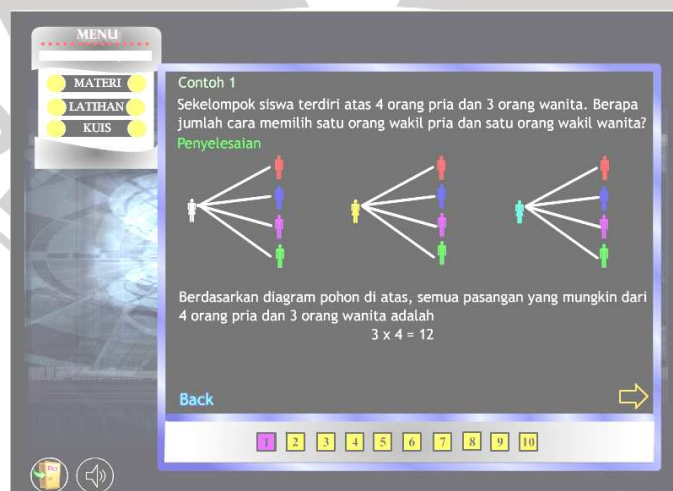 MENU
MATERI
LATIHAN
KUIS
Contoh 1
Sekelompok siswa terdiri atas 4 orang pria dan 3 orang wanita. Berapa
jumlah cara memilih satu orang wakil pria dan satu orang wakil wanita?
Penyelesaian
Berdasarkan diagram pohon di atas, semua pasangan yang mungkin dari
4 orang pria dan 3 orang wanita adalah
3 x 4 = 12
Back
1 2 3 4 5 6 7 8 9 10